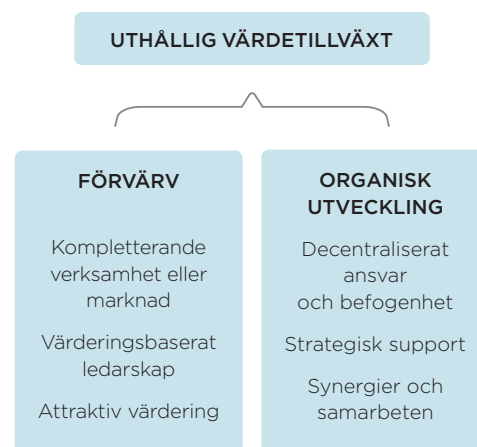 UTHÅLLIG VÄRDETILLVÄXT
FÖRVÄRV
Kompletterande
verksamhet eller
marknad
Värderingsbaserat
ledarskap
Attraktiv värdering
ORGANISK
UTVECKLING
Decentraliserat
ansvar
och befogenhet
Strategisk support
Synergier och
samarbeten